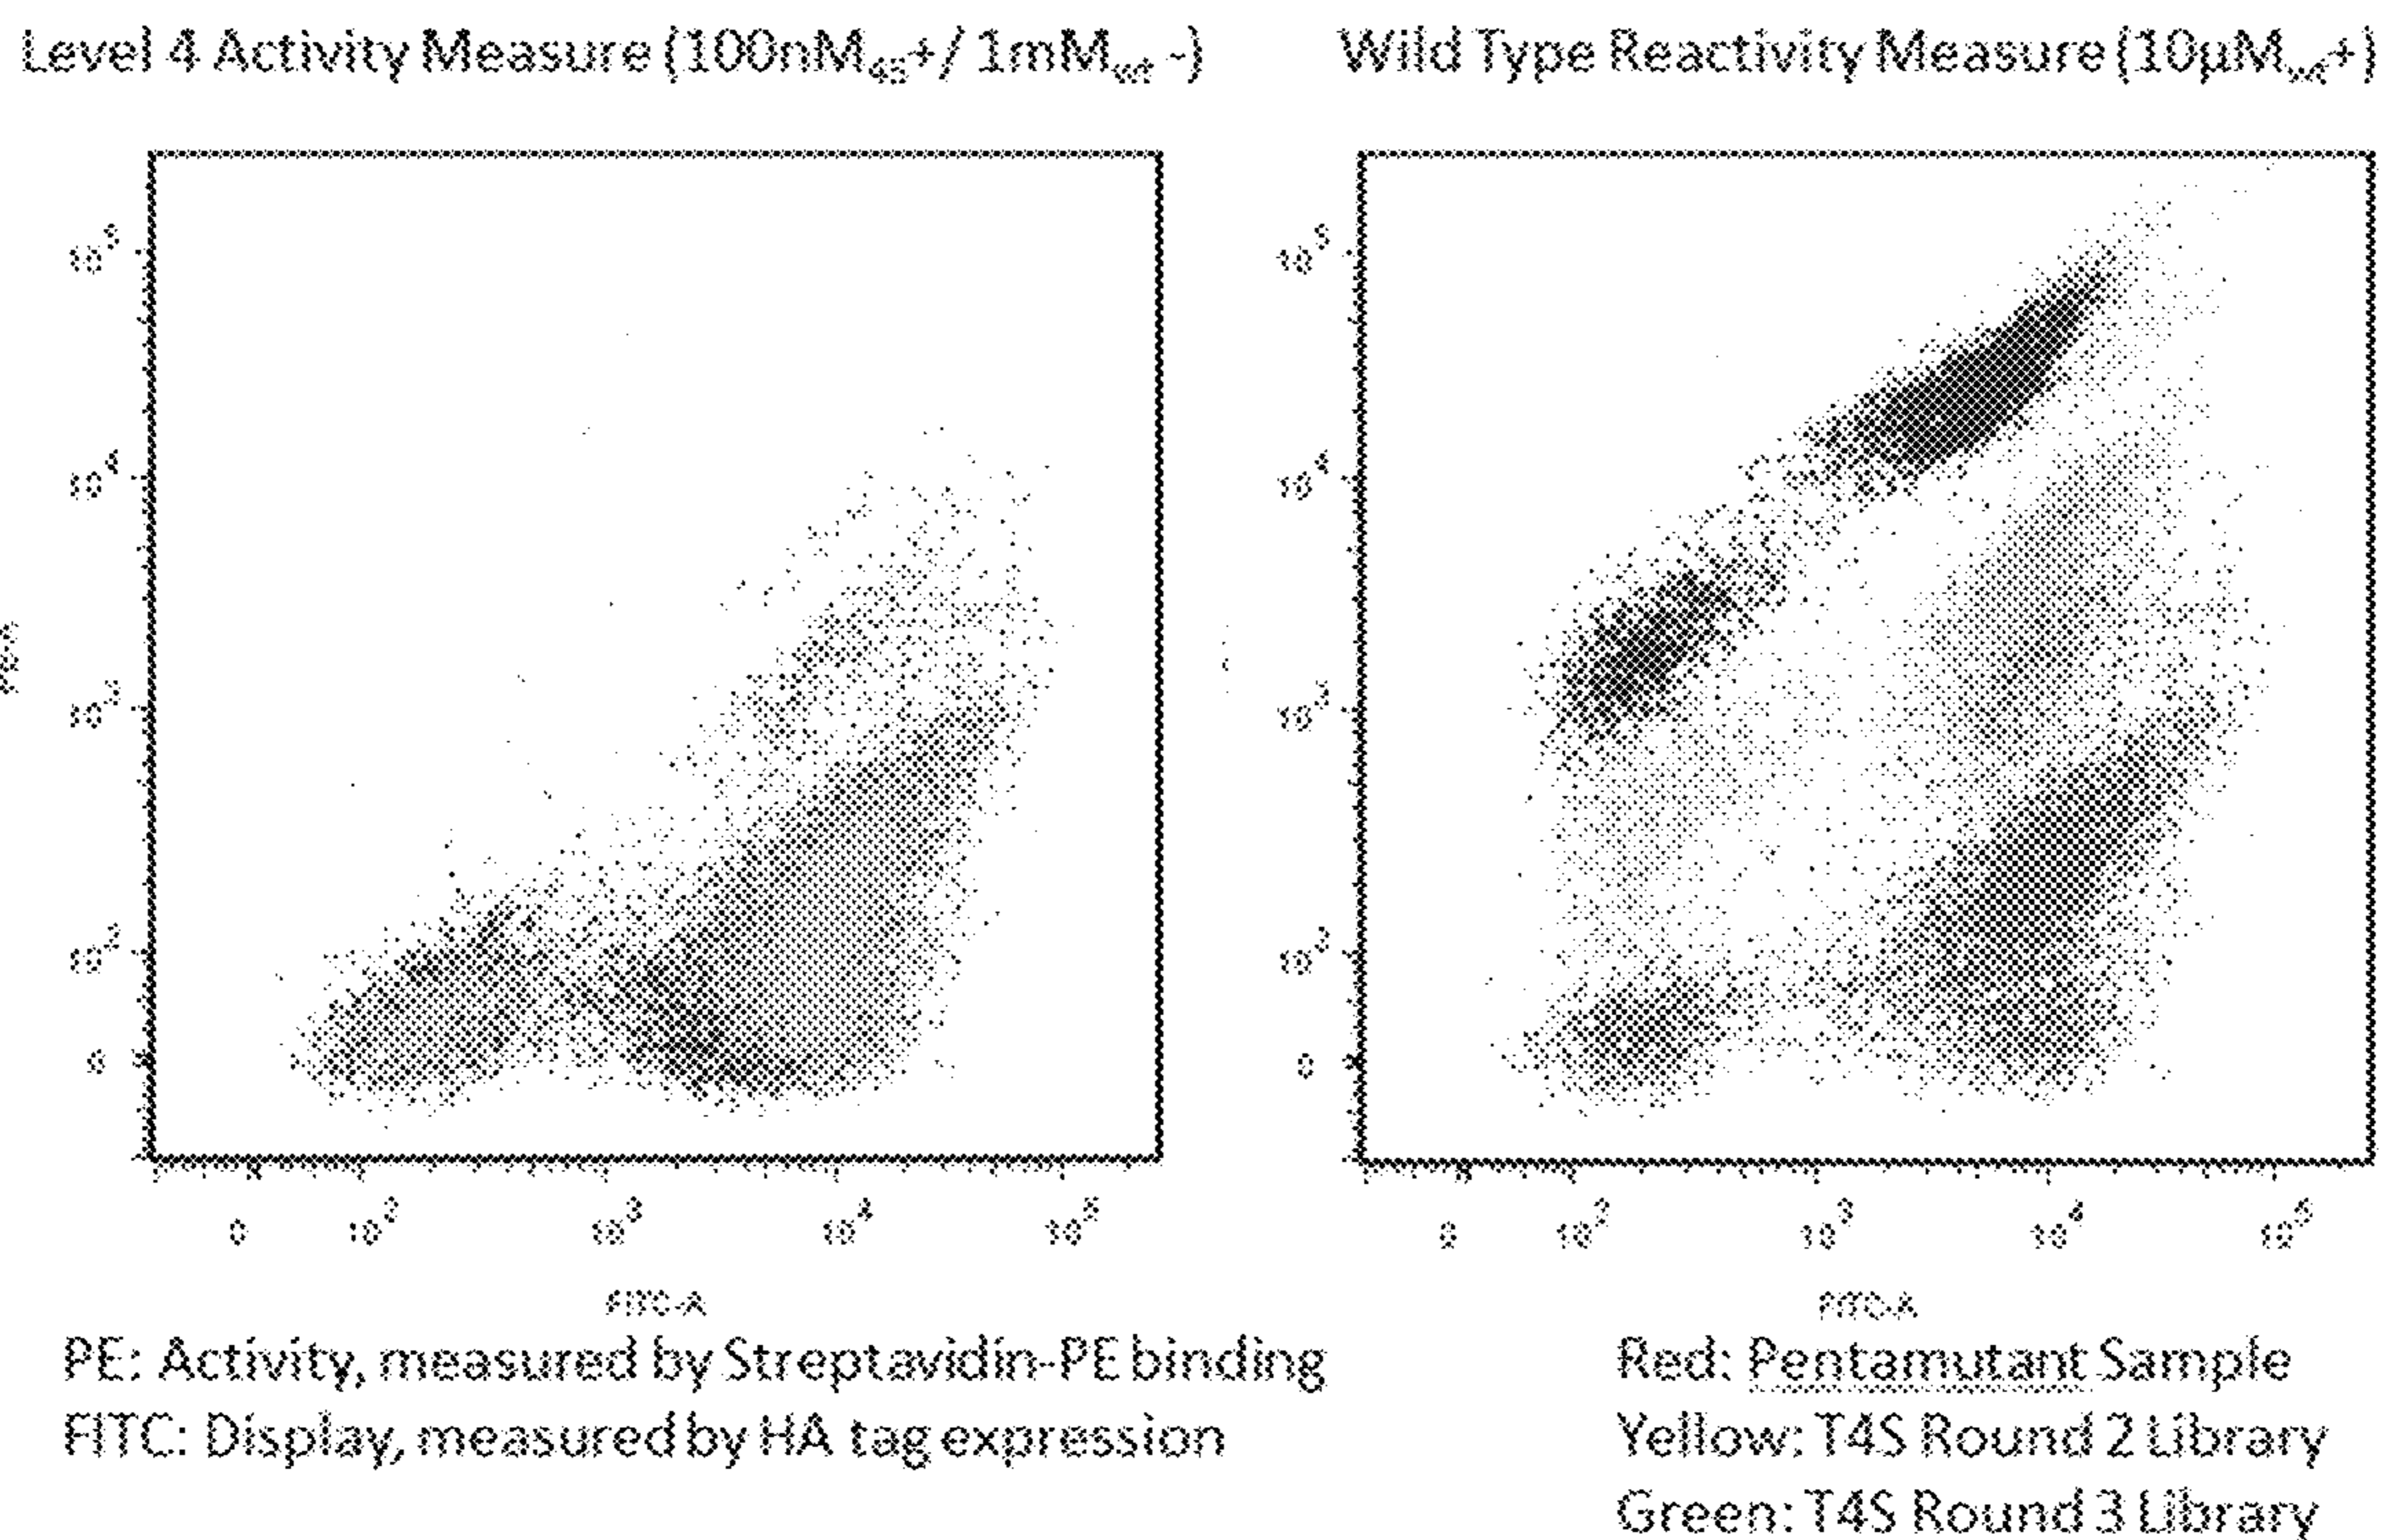 Level 4 Activity Measure (100nM4S+/ 1mMwt -)
Wild Type Reactivity Measure (10µMwt+)
10^5
10^4
10^3
10^2
0
0 10^2 10^3 10^4 10^5
FITC-A
10^5
10^4
10^3
10^2
0
0 10^2 10^3 10^4 10^5
FITC-A
PE: Activity, measured by Streptavidin-PE binding
FITC: Display, measured by HA tag expression
Red: Pentamutant Sample
Yellow: T4S Round 2 Library
Green: T4S Round 3 Library